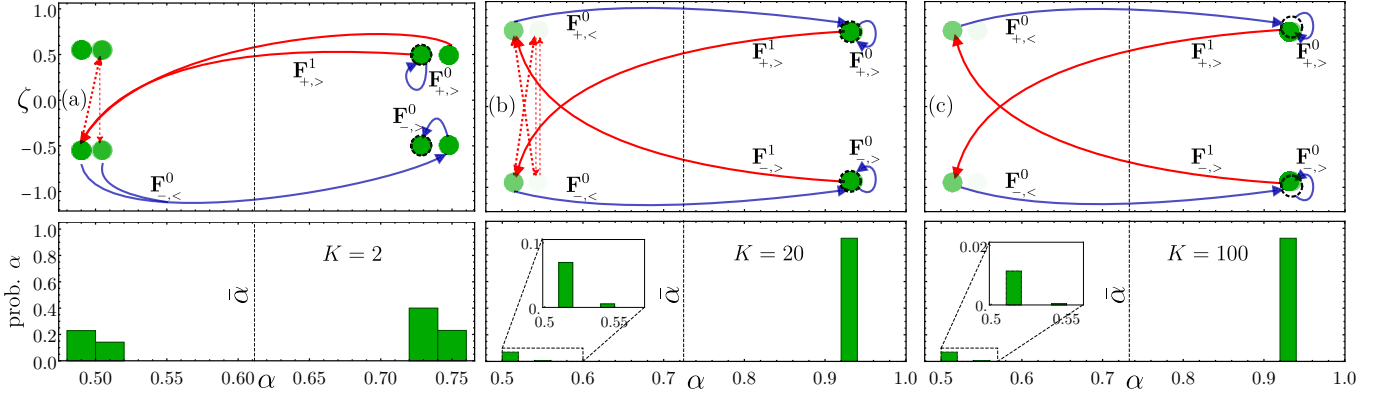 ζ
1.0
0.5
0.0
−0.5
−1.0
(a)
F¹₊,>
F⁰₊,>
F⁰₋,>
F⁰₋,<
(b)
F⁰₊,<
F⁰₊,>
F¹₊,>
F¹₋,>
F⁰₋,>
F⁰₋,<
(c)
F⁰₊,<
F⁰₊,>
F¹₊,>
F¹₋,>
F⁰₋,>
F⁰₋,<
prob. α
1.0
0.8
0.6
0.4
0.2
0.0
K = 2
ᾱ
0.50 0.55 0.60 0.65 0.70 0.75
α
K = 20
ᾱ
0.1
0.
0.5 0.55
0.5 0.6 0.7 0.8 0.9 1.0
α
K = 100
ᾱ
0.02
0.
0.5 0.55
0.5 0.6 0.7 0.8 0.9 1.0
α